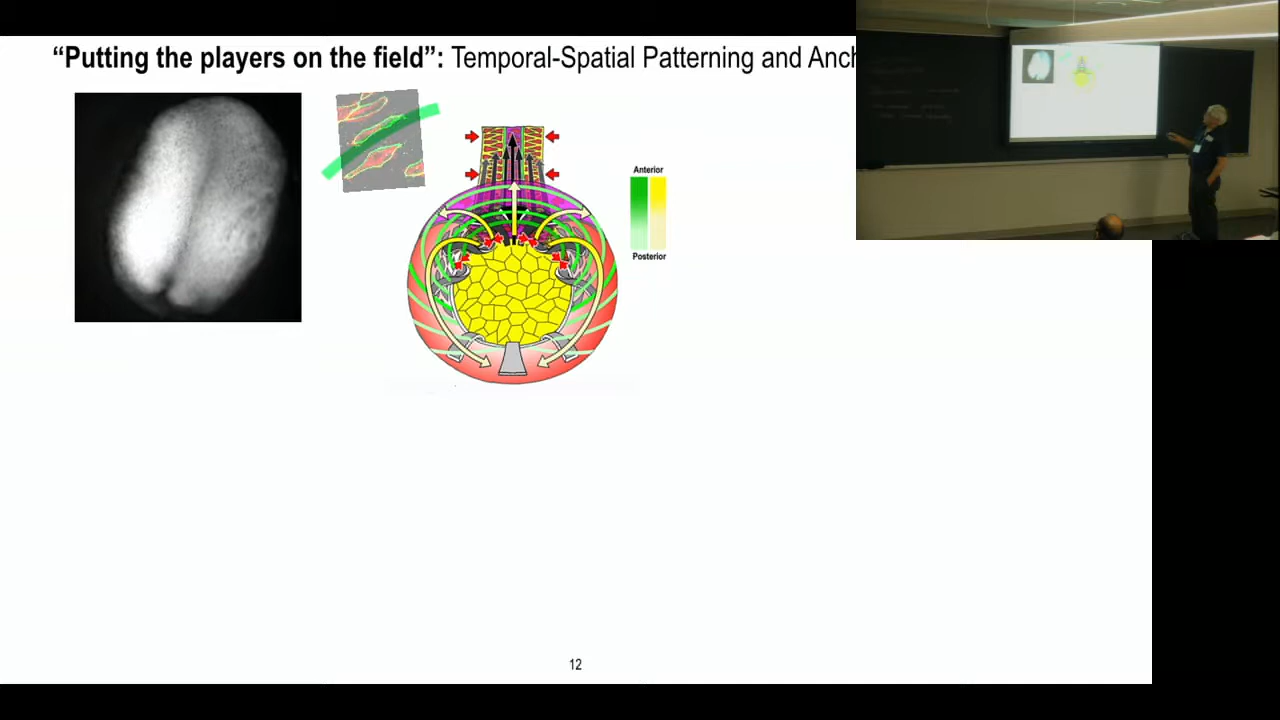 “Putting the players on the field”: Temporal-Spatial Patterning and Anch
Anterior
Posterior
12